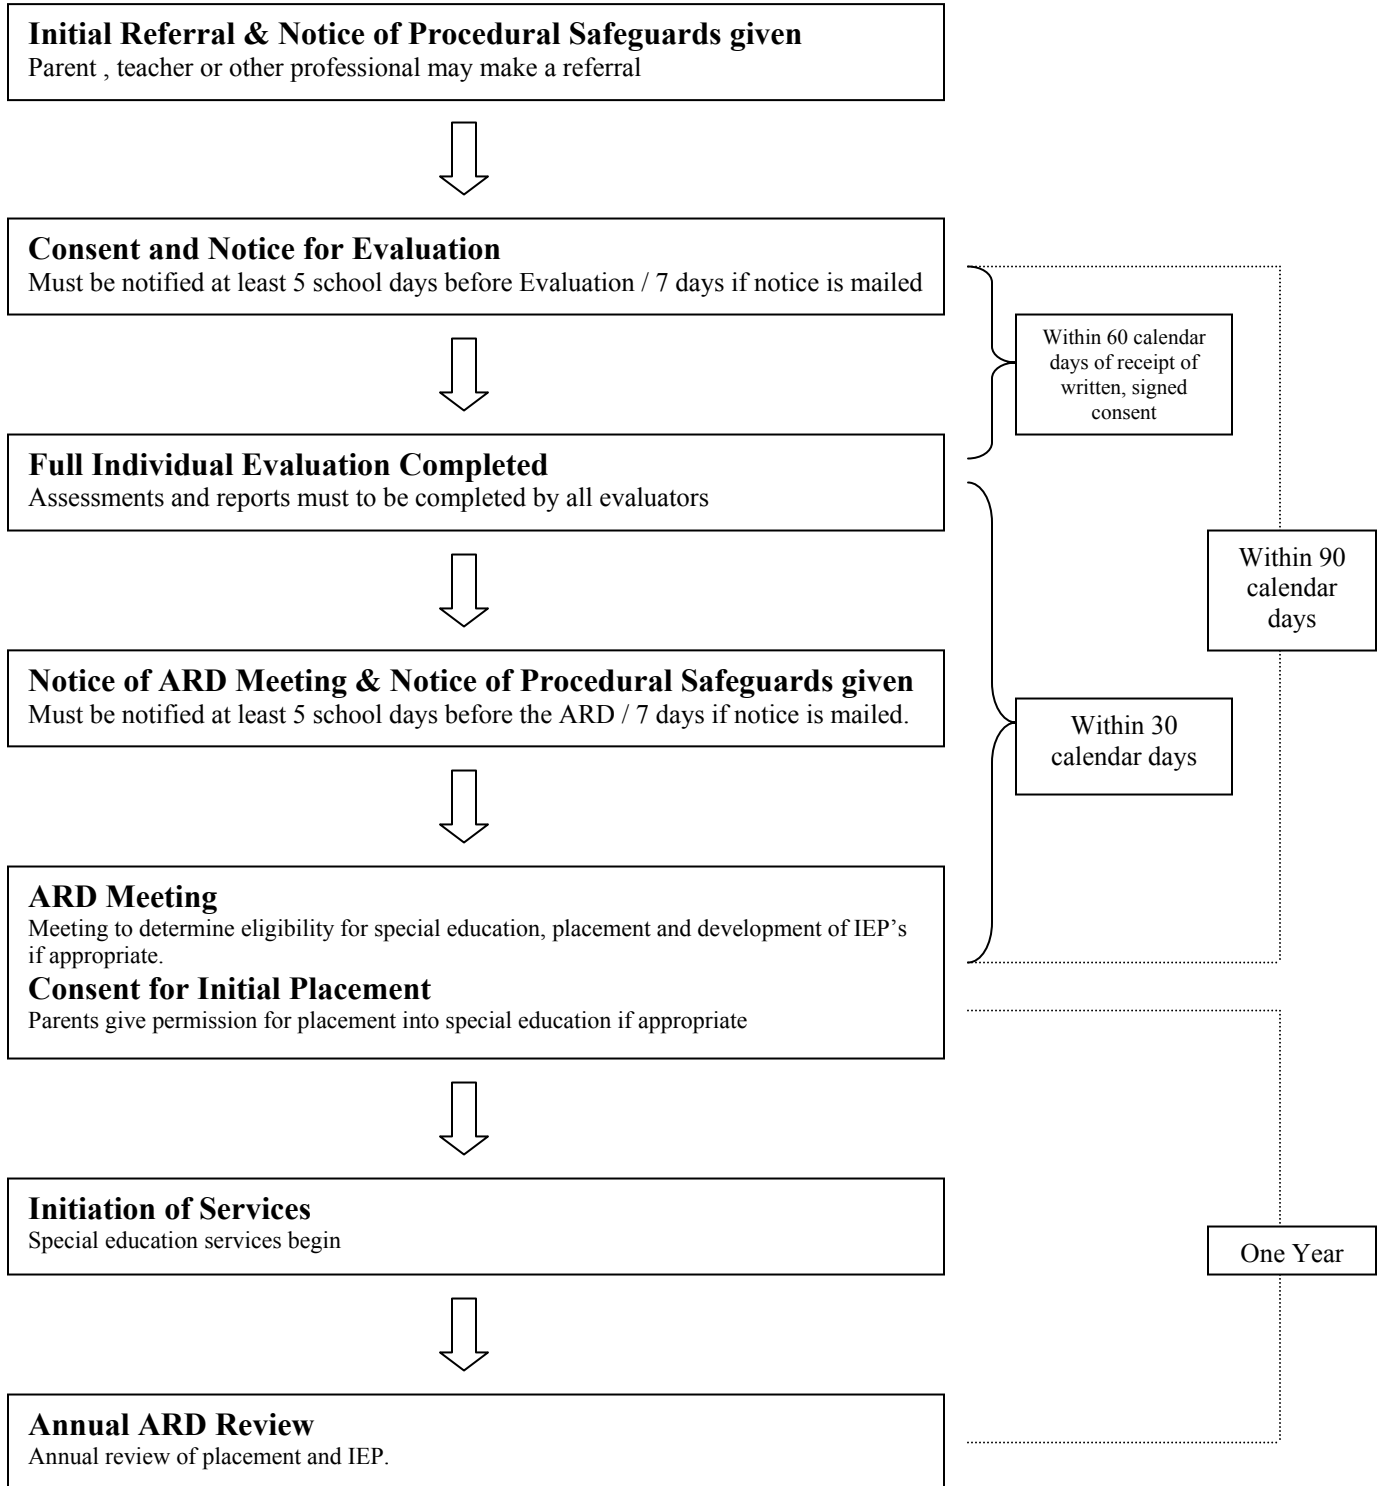 Initial Referral & Notice of Procedural Safeguards given
Parent , teacher or other professional may make a referral
Consent and Notice for Evaluation
Must be notified at least 5 school days before Evaluation / 7 days if notice is mailed
Within 60 calendar
days of receipt of
written, signed
consent
Full Individual Evaluation Completed
Assessments and reports must to be completed by all evaluators
Within 90
calendar
days
Notice of ARD Meeting & Notice of Procedural Safeguards given
Must be notified at least 5 school days before the ARD / 7 days if notice is mailed.
Within 30
calendar days
ARD Meeting
Meeting to determine eligibility for special education, placement and development of IEP’s
if appropriate.
Consent for Initial Placement
Parents give permission for placement into special education if appropriate
Initiation of Services
Special education services begin
One Year
Annual ARD Review
Annual review of placement and IEP.